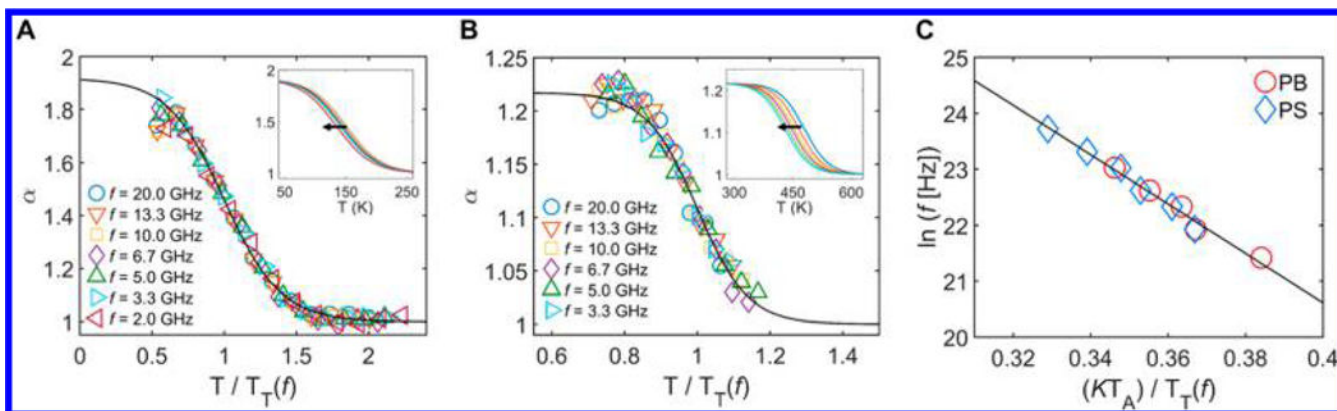 A
2
1.8
α
1.6
1.4
1.2
1
f = 20.0 GHz
f = 13.3 GHz
f = 10.0 GHz
f = 6.7 GHz
f = 5.0 GHz
f = 3.3 GHz
f = 2.0 GHz
2
1.5
1
50 150 250
T (K)
0 0.5 1 1.5 2
T / T_T(f)
B
1.25
1.2
α
1.15
1.1
1.05
1
f = 20.0 GHz
f = 13.3 GHz
f = 10.0 GHz
f = 6.7 GHz
f = 5.0 GHz
f = 3.3 GHz
1.2
1.1
1
300 450 600
T (K)
0.6 0.8 1 1.2 1.4
T / T_T(f)
C
25
24
23
22
21
20
ln (f [Hz])
PB
PS
0.32 0.34 0.36 0.38 0.4
(KT_A) / T_T(f)